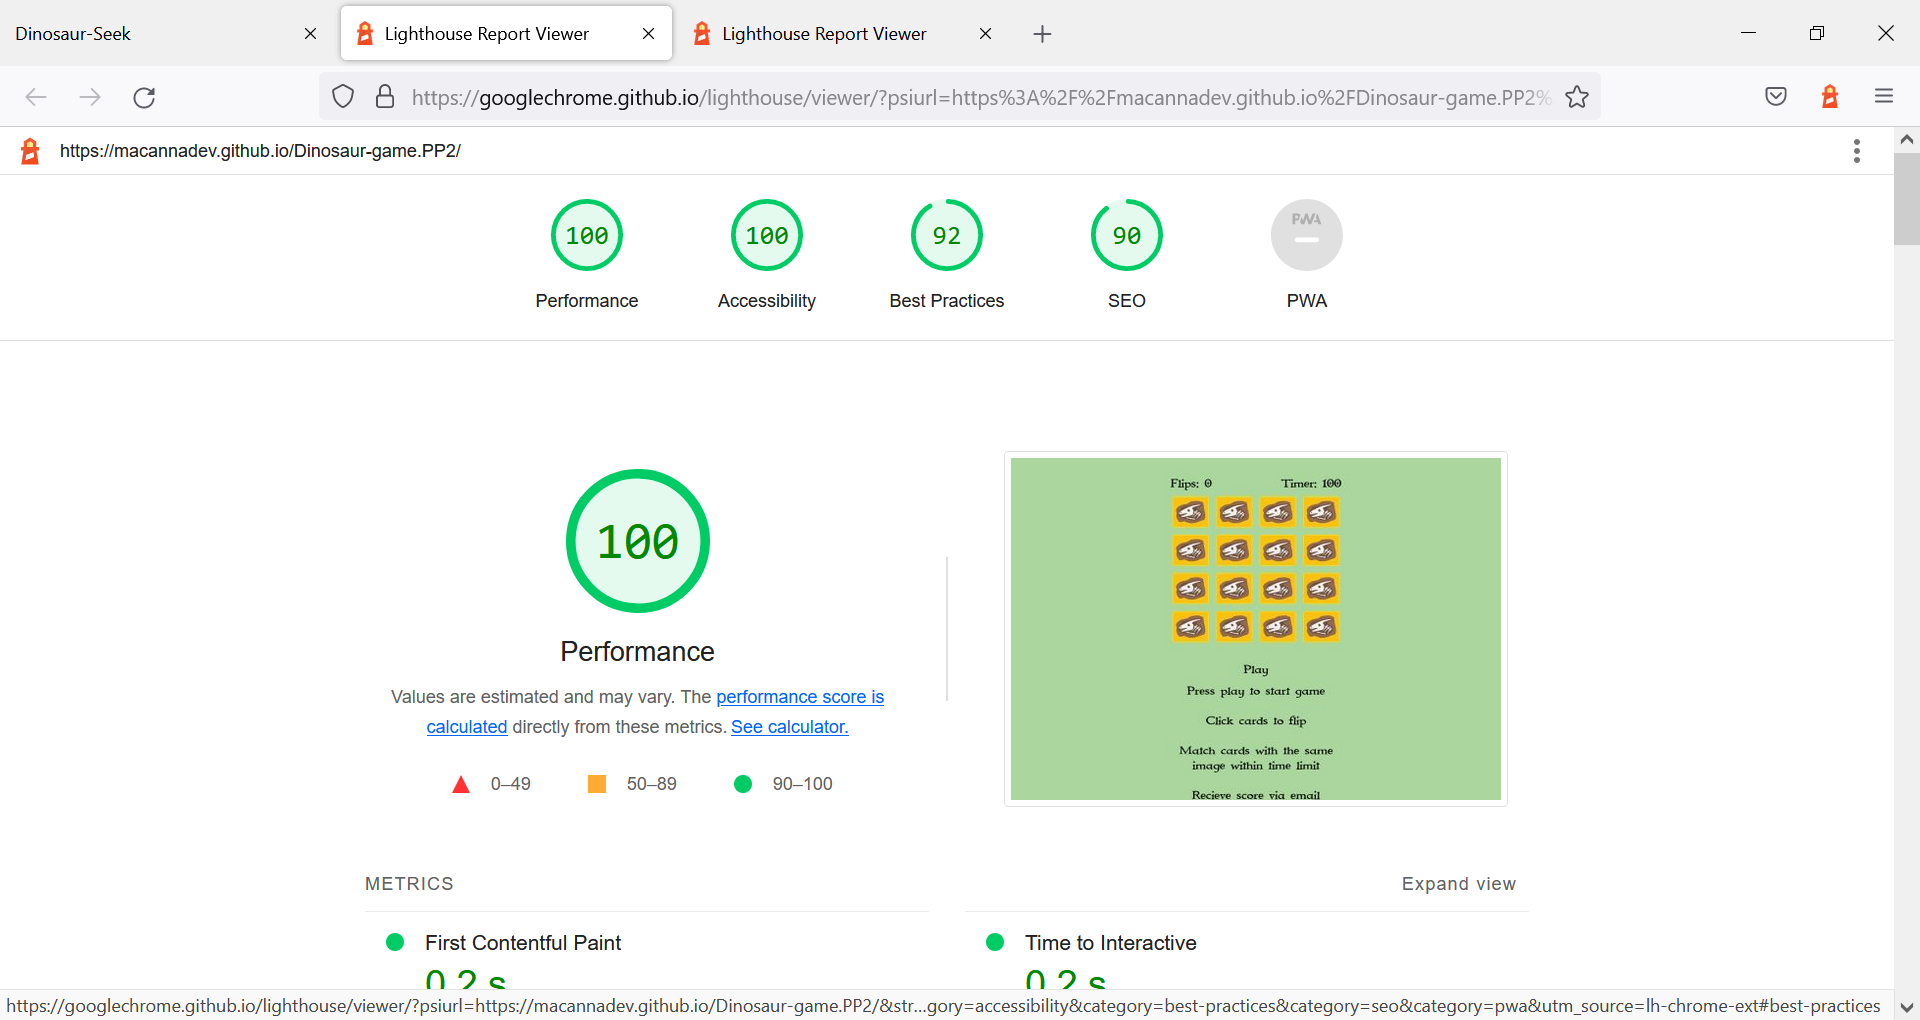 Dinosaur-Seek
Lighthouse Report Viewer
Lighthouse Report Viewer
https://googlechrome.github.io/lighthouse/viewer/?psiurl=https%3A%2F%2Fmacannadev.github.io%2FDinosaur-game.PP2%
https://macannadev.github.io/Dinosaur-game.PP2/
100 100 92 90 PWA
Performance Accessibility Best Practices SEO PWA
100
Performance
Values are estimated and may vary. The performance score is
calculated directly from these metrics. See calculator.
0–49 50–89 90–100
Flips: 0 Timer: 100
Play
Press play to start game
Click cards to flip
Match cards with the same
image within time limit
Recieve score via email
METRICS Expand view
First Contentful Paint Time to Interactive
0.2 s 0.2 s
https://googlechrome.github.io/lighthouse/viewer/?psiurl=https://macannadev.github.io/Dinosaur-game.PP2/&str...gory=accessibility&category=best-practices&category=seo&category=pwa&utm_source=lh-chrome-ext#best-practices